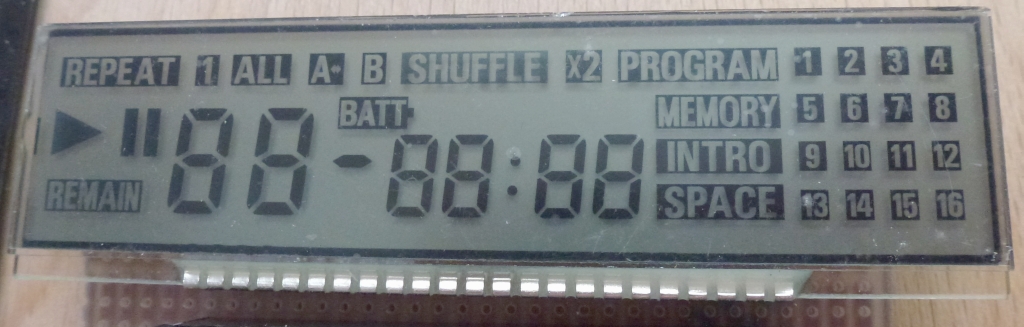 REPEAT 1 ALL A- B SHUFFLE X2 PROGRAM 1 2 3 4
BATT MEMORY 5 6 7 8
88 -88:88 INTRO 9 10 11 12
REMAIN SPACE 13 14 15 16